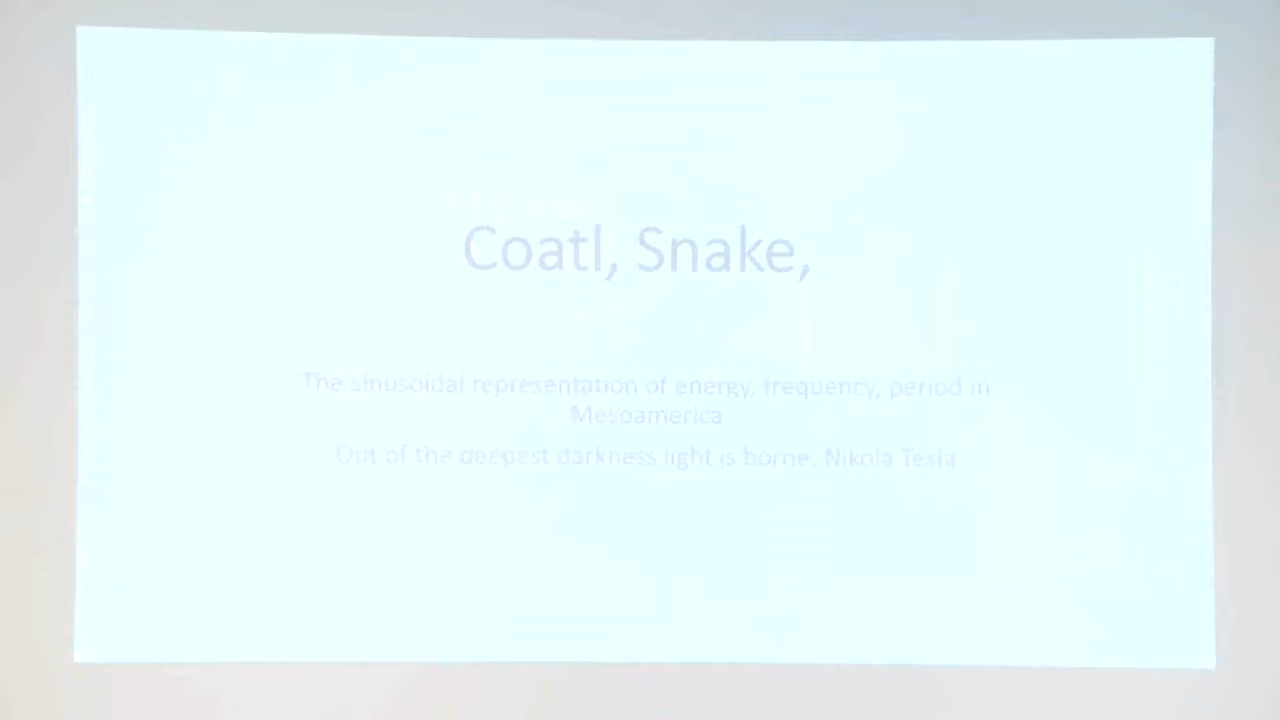 Coatl, Snake,
The sinusoidal representation of energy, frequency, period in
Mesoamerica
Out of the deepest darkness light is borne. Nikola Tesla